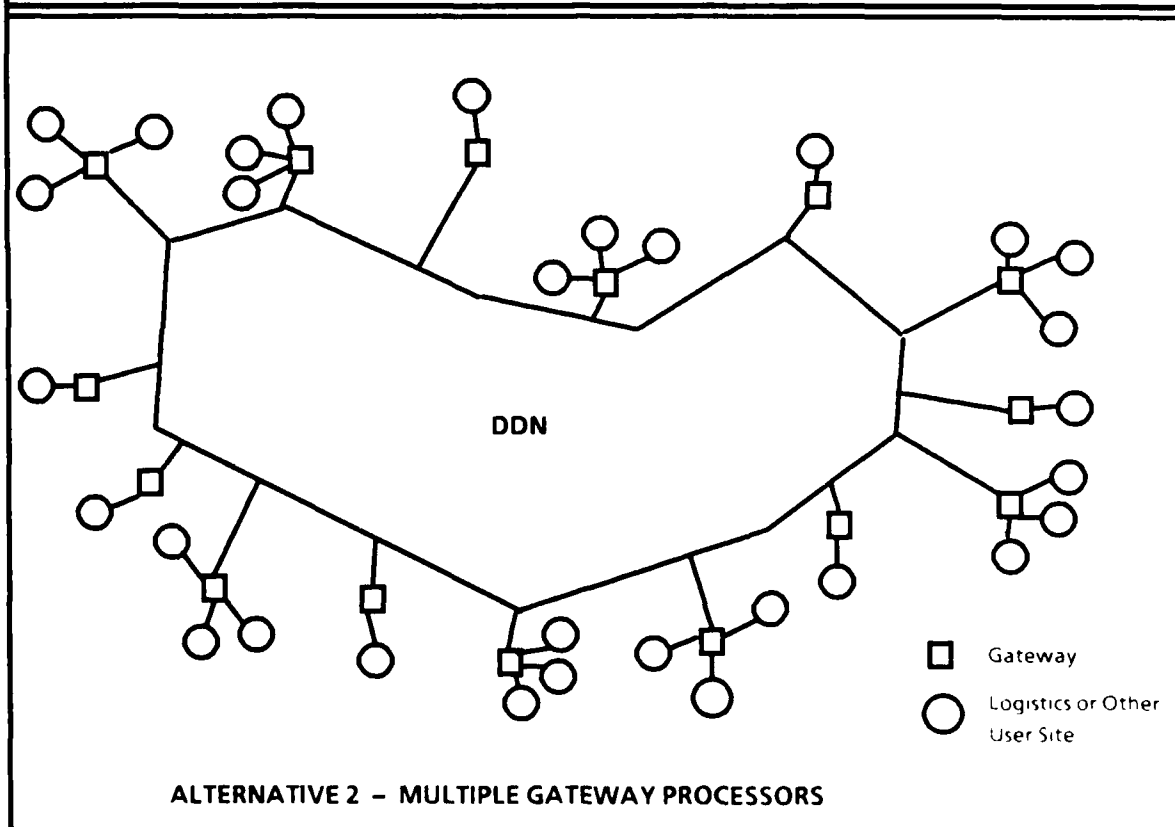 DDN
Gateway
Logistics or Other
User Site
ALTERNATIVE 2 – MULTIPLE GATEWAY PROCESSORS